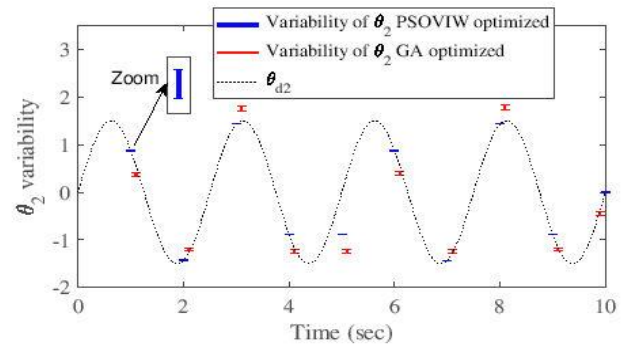 Variability of θ2 PSOVIW optimized
Variability of θ2 GA optimized
θd2
Zoom
3
2
1
0
-1
-2
θ2 variability
0 2 4 6 8 10
Time (sec)